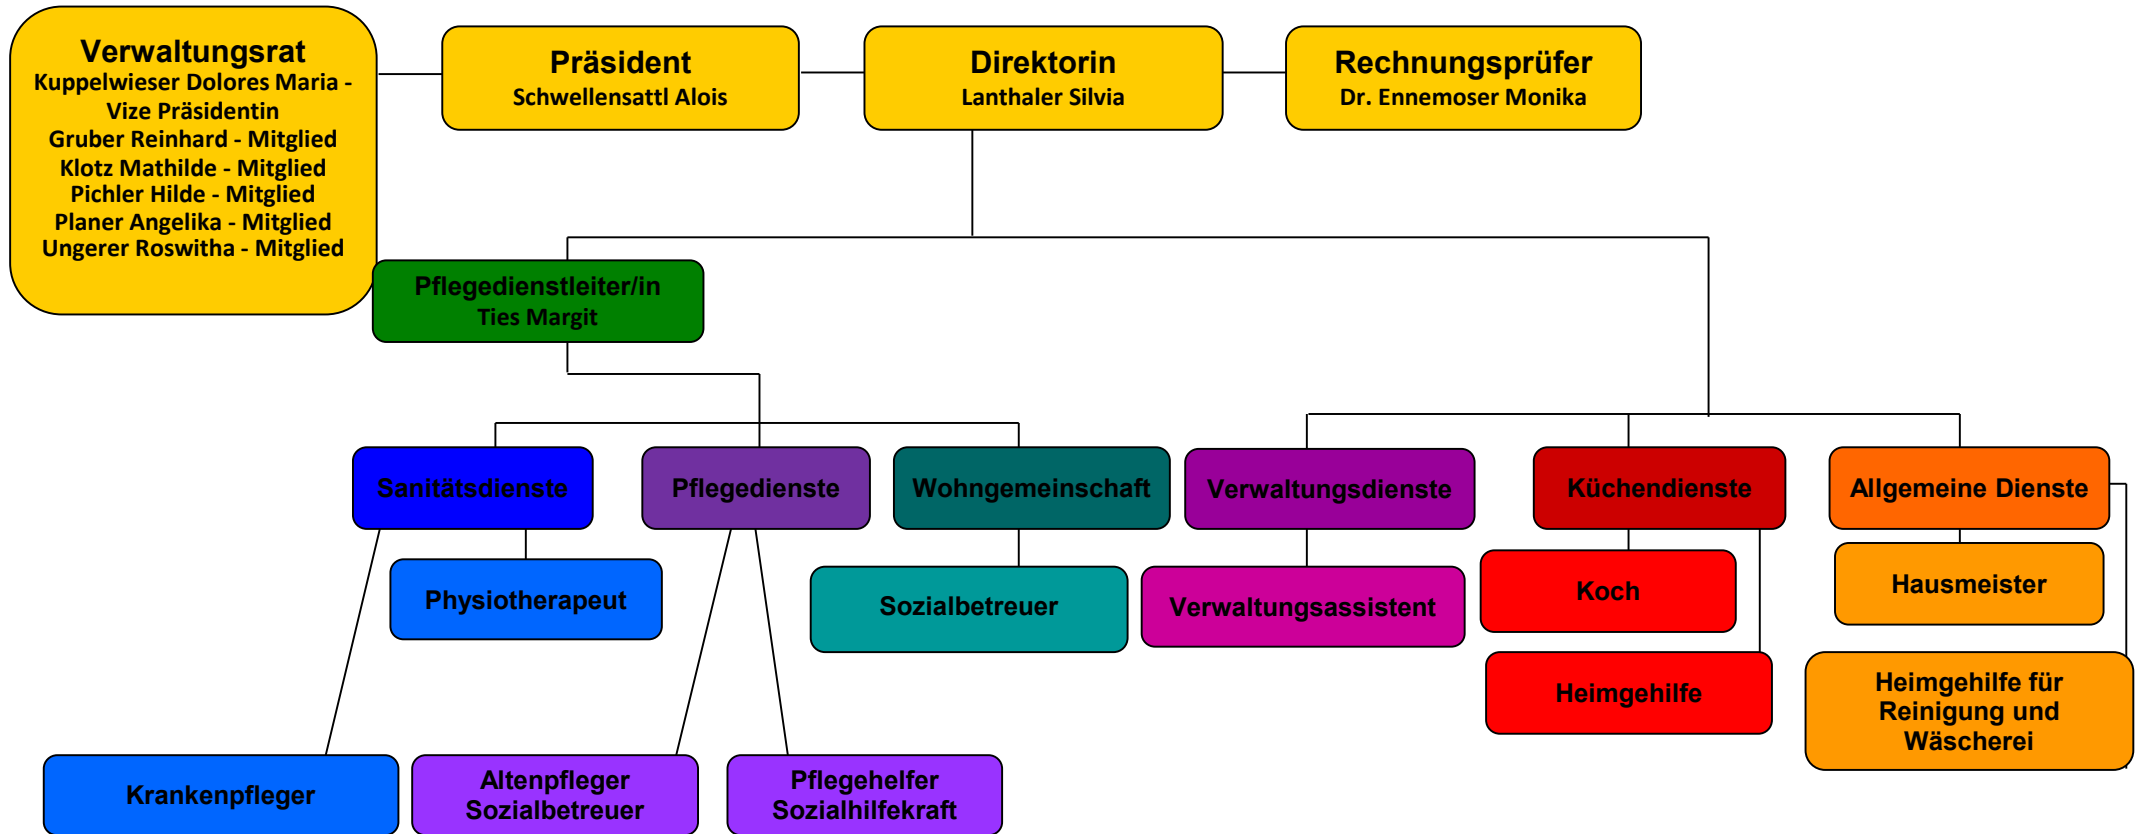 Verwaltungsrat
Kuppelwieser Dolores Maria -
Vize Präsidentin
Gruber Reinhard - Mitglied
Klotz Mathilde - Mitglied
Pichler Hilde - Mitglied
Planer Angelika - Mitglied
Ungerer Roswitha - Mitglied
Präsident
Schwellensattl Alois
Direktorin
Lanthaler Silvia
Rechnungsprüfer
Dr. Ennemoser Monika
Pflegedienstleiter/in
Ties Margit
Sanitätsdienste
Pflegedienste
Wohngemeinschaft
Verwaltungsdienste
Küchendienste
Allgemeine Dienste
Physiotherapeut
Sozialbetreuer
Verwaltungsassistent
Koch
Hausmeister
Heimgehilfe
Heimgehilfe für
Reinigung und
Wäscherei
Krankenpfleger
Altenpfleger
Sozialbetreuer
Pflegehelfer
Sozialhilfekraft